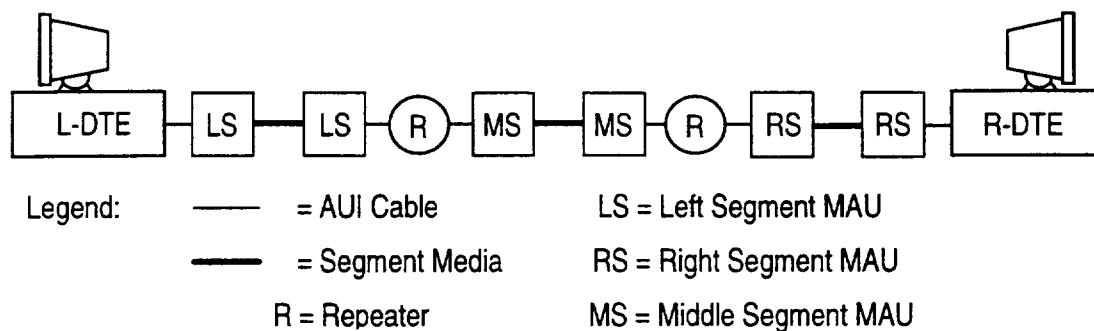 L-DTE LS LS R MS MS R RS RS R-DTE
Legend: = AUI Cable LS = Left Segment MAU
= Segment Media RS = Right Segment MAU
R = Repeater MS = Middle Segment MAU